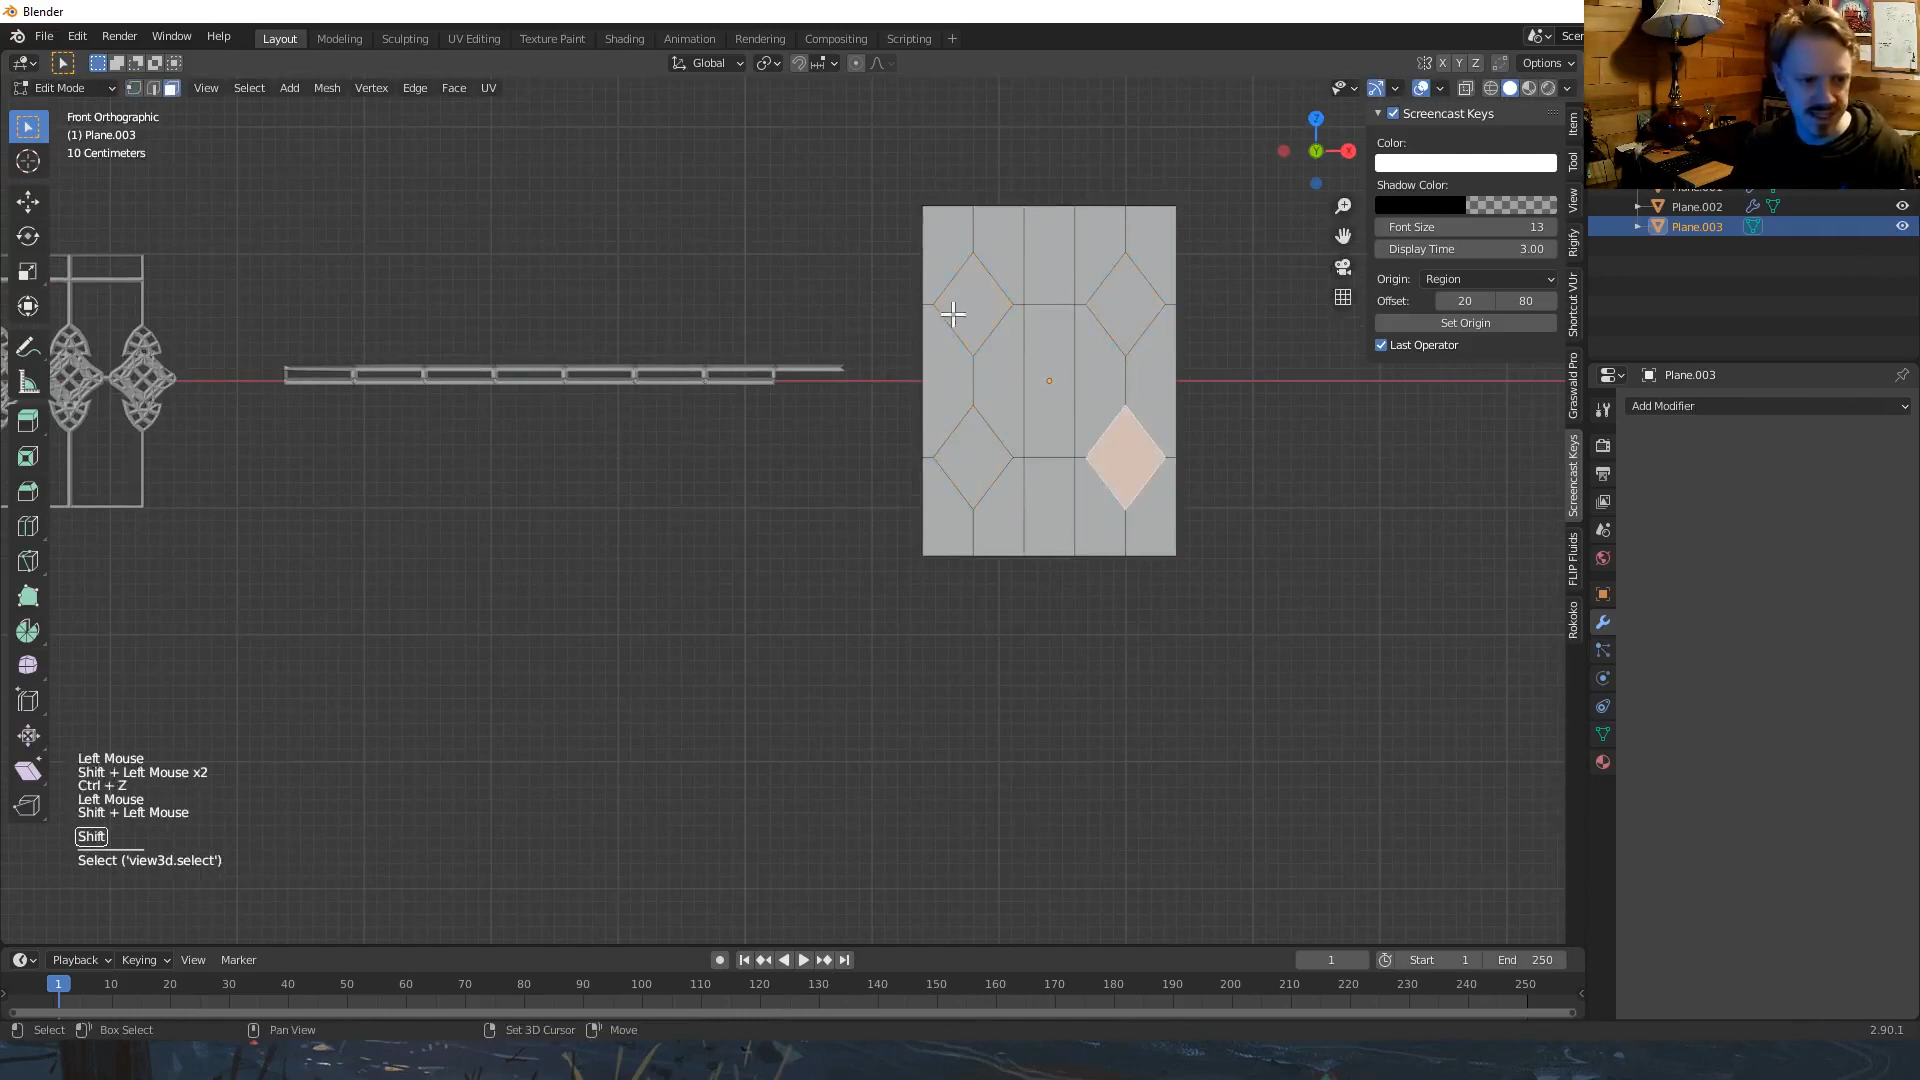 Blender
File Edit Render Window Help
Layout Modeling Sculpting UV Editing Texture Paint Shading Animation Rendering Compositing Scripting +
Global
X Y Z Options
Edit Mode View Select Add Mesh Vertex Edge Face UV
Front Orthographic
(1) Plane.003
10 Centimeters
Z
Y
X
Screencast Keys
Color:
Shadow Color:
Font Size 13
Display Time 3.00
Origin: Region
Offset: 20 80
Set Origin
Last Operator
Item
Tool
View
Rigify
Shortcut VUr
Graswald Pro
Screencast Keys
FLIP Fluids
Rokoko
Plane.002
Plane.003
Plane.003
Add Modifier
Left Mouse
Shift + Left Mouse x2
Ctrl + Z
Left Mouse
Shift + Left Mouse
Shift
Select ('view3d.select')
Playback Keying View Marker
1 Start 1 End 250
1 10 20 30 40 50 60 70 80 90 100 110 120 130 140 150 160 170 180 190 200 210 220 230 240 250
Select Box Select Pan View Set 3D Cursor Move 2.90.1